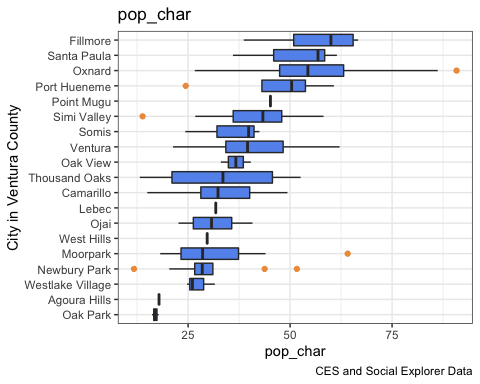 pop_char
City in Ventura County
Fillmore
Santa Paula
Oxnard
Port Hueneme
Point Mugu
Simi Valley
Somis
Ventura
Oak View
Thousand Oaks
Camarillo
Lebec
Ojai
West Hills
Moorpark
Newbury Park
Westlake Village
Agoura Hills
Oak Park
25 50 75
pop_char
CES and Social Explorer Data